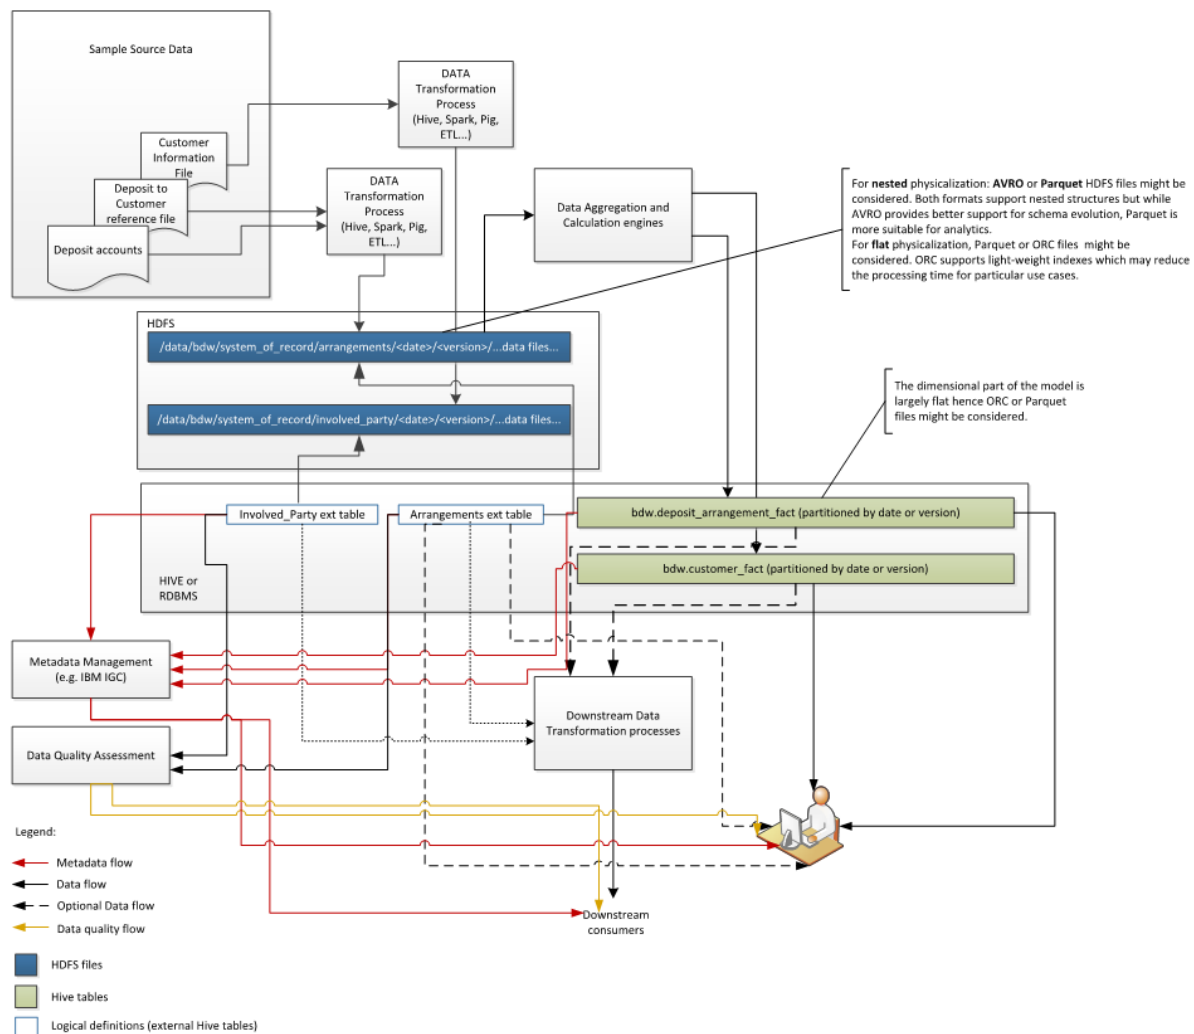 Sample Source Data
DATA
Transformation
Process
(Hive, Spark, Pig,
ETL...)
Customer
Information
File
Deposit to
Customer
reference file
Deposit accounts
DATA
Transformation
Process
(Hive, Spark, Pig,
ETL...)
Data Aggregation and
Calculation engines
For nested physicalization: AVRO or Parquet HDFS files might be
considered. Both formats support nested structures but while
AVRO provides better support for schema evolution, Parquet is
more suitable for analytics.
For flat physicalization, Parquet or ORC files might be
considered. ORC supports light-weight indexes which may reduce
the processing time for particular use cases.
HDFS
/data/bdw/system_of_record/arrangements/<date>/<version>/...data files...
/data/bdw/system_of_record/involved_party/<date>/<version>/...data files...
The dimensional part of the model is
largely flat hence ORC or Parquet
files might be considered.
Involved_Party ext table
Arrangements ext table
bdw.deposit_arrangement_fact (partitioned by date or version)
bdw.customer_fact (partitioned by date or version)
HIVE or
RDBMS
Metadata Management
(e.g. IBM IGC)
Data Quality Assessment
Downstream Data
Transformation processes
Downstream
consumers
Legend:
Metadata flow
Data flow
Optional Data flow
Data quality flow
HDFS files
Hive tables
Logical definitions (external Hive tables)